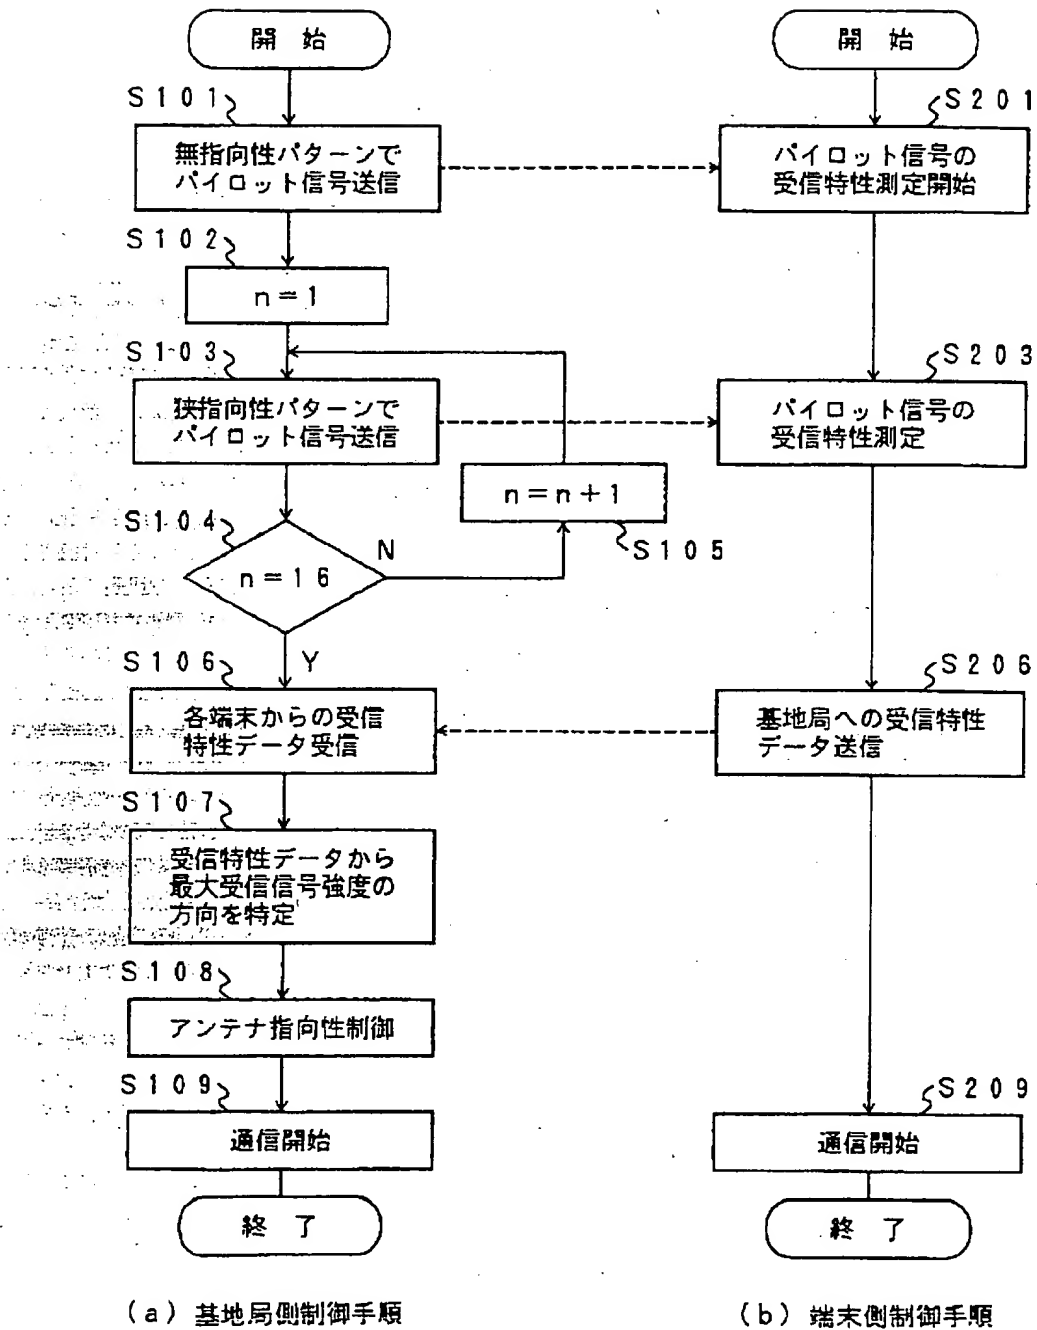 開 始
S101
無指向性パターンで
パイロット信号送信
S102
n=1
S103
狭指向性パターンで
パイロット信号送信
n=n+1
S105
S104
n=16
N
Y
S106
各端末からの受信
特性データ受信
S107
受信特性データから
最大受信信号強度の
方向を特定
S108
アンテナ指向性制御
S109
通信開始
終 了
(a) 基地局側制御手順
開 始
S201
パイロット信号の
受信特性測定開始
S203
パイロット信号の
受信特性測定
S206
基地局への受信特性
データ送信
S209
通信開始
終 了
(b) 端末側制御手順